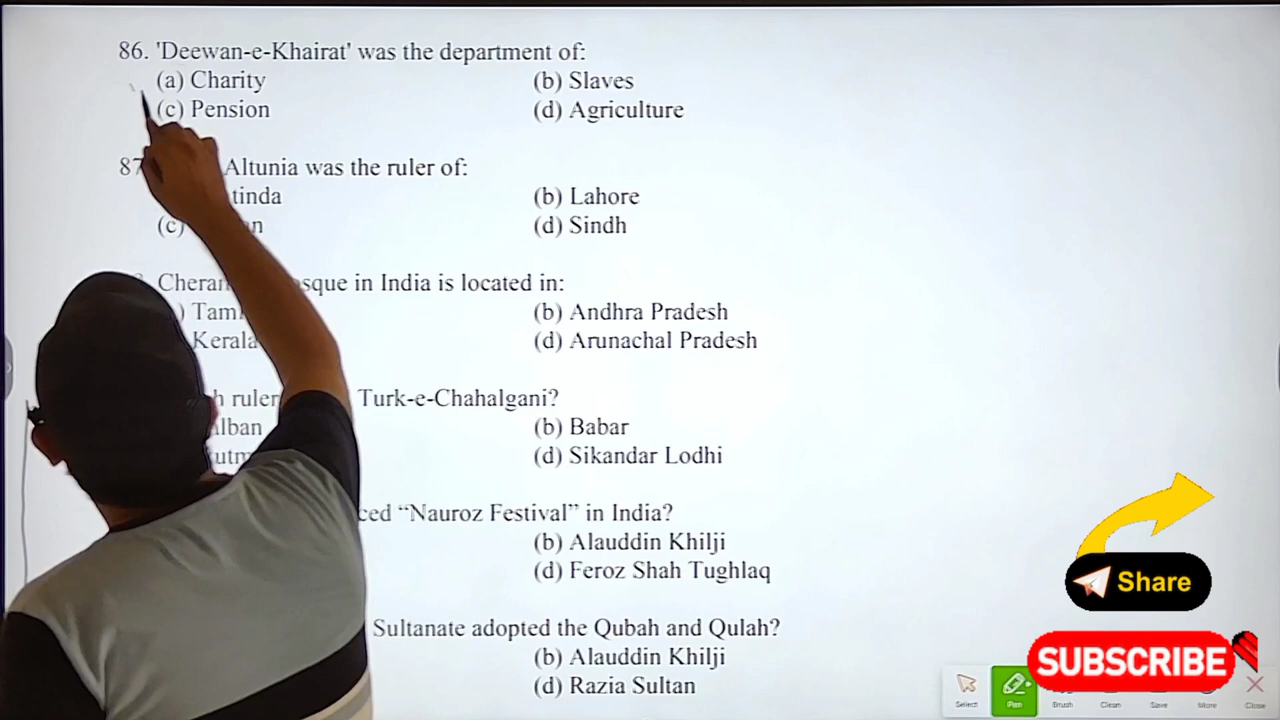 86. 'Deewan-e-Khairat' was the department of:
(a) Charity (b) Slaves
(c) Pension (d) Agriculture
87 Altunia was the ruler of:
tinda (b) Lahore
(c) n (d) Sindh
Cheram sque in India is located in:
) Tam (b) Andhra Pradesh
Kerala (d) Arunachal Pradesh
h ruler Turk-e-Chahalgani?
lban (b) Babar
utm (d) Sikandar Lodhi
ced “Nauroz Festival” in India?
(b) Alauddin Khilji
(d) Feroz Shah Tughlaq
Share
Sultanate adopted the Qubah and Qulah?
(b) Alauddin Khilji
SUBSCRIBE
(d) Razia Sultan
Select Pen Brush Clean Save More Close